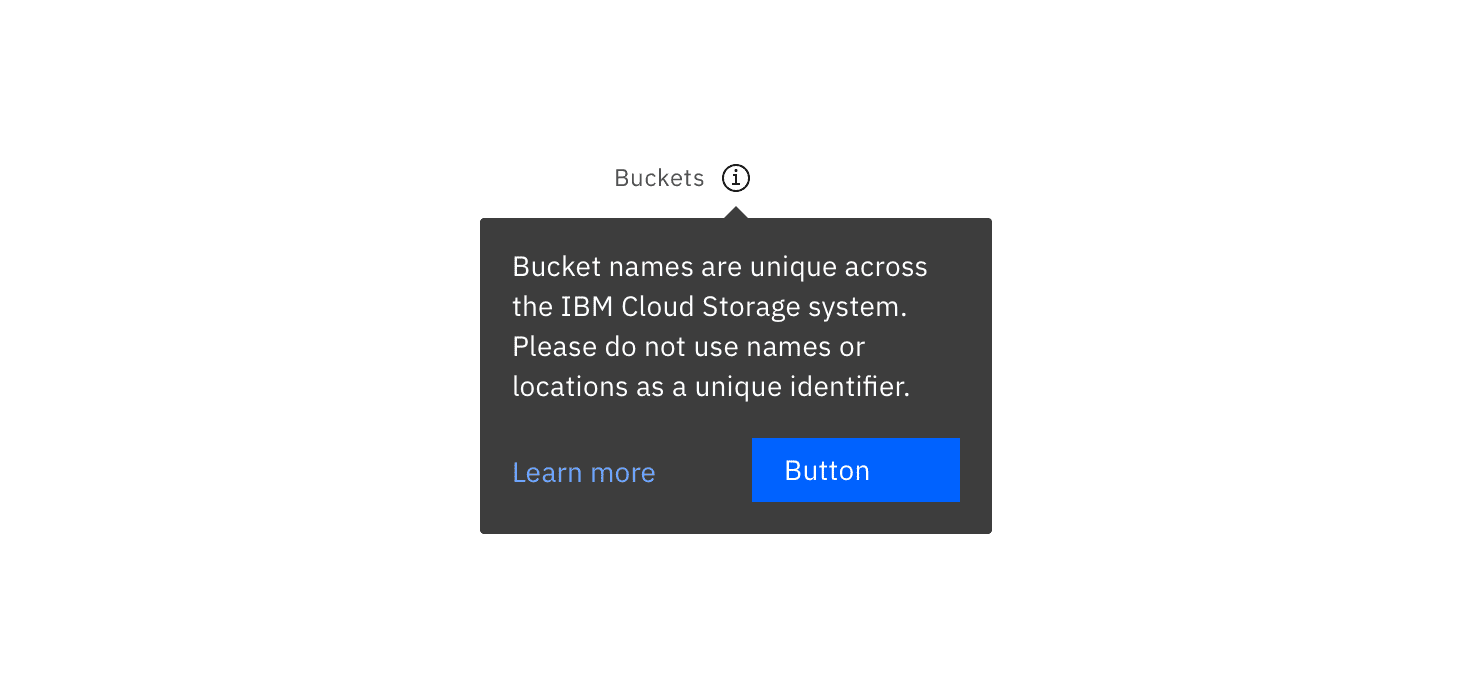 Buckets
Bucket names are unique across
the IBM Cloud Storage system.
Please do not use names or
locations as a unique identifier.
Learn more
Button